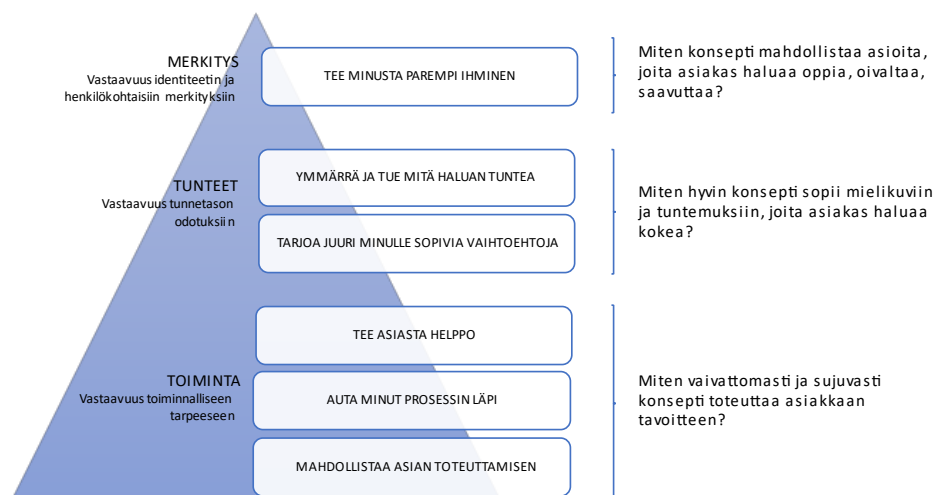 MERKITYS
Vastaavuus identiteetin ja
henkilökohtaisiin merkityksiin
TEE MINUSTA PAREMPI IHMINEN
Miten konsepti mahdollistaa asioita,
joita asiakas haluaa oppia, oivaltaa,
saavuttaa?
TUNTEET
Vastaavuus tunnetason
odotuksiin
YMMÄRRÄ JA TUE MITÄ HALUAN TUNTEA
TARJOA JUURI MINULLE SOPIVIA VAIHTOEHTOJA
Miten hyvin konsepti sopii mielikuviin
ja tuntemuksiin, joita asiakas haluaa
kokea?
TOIMINTA
Vastaavuus toiminnalliseen
tarpeeseen
TEE ASIASTA HELPPO
AUTA MINUT PROSESSIN LÄPI
MAHDOLLISTAA ASIAN TOTEUTTAMISEN
Miten vaivattomasti ja sujuvasti
konsepti toteuttaa asiakkaan
tavoitteen?